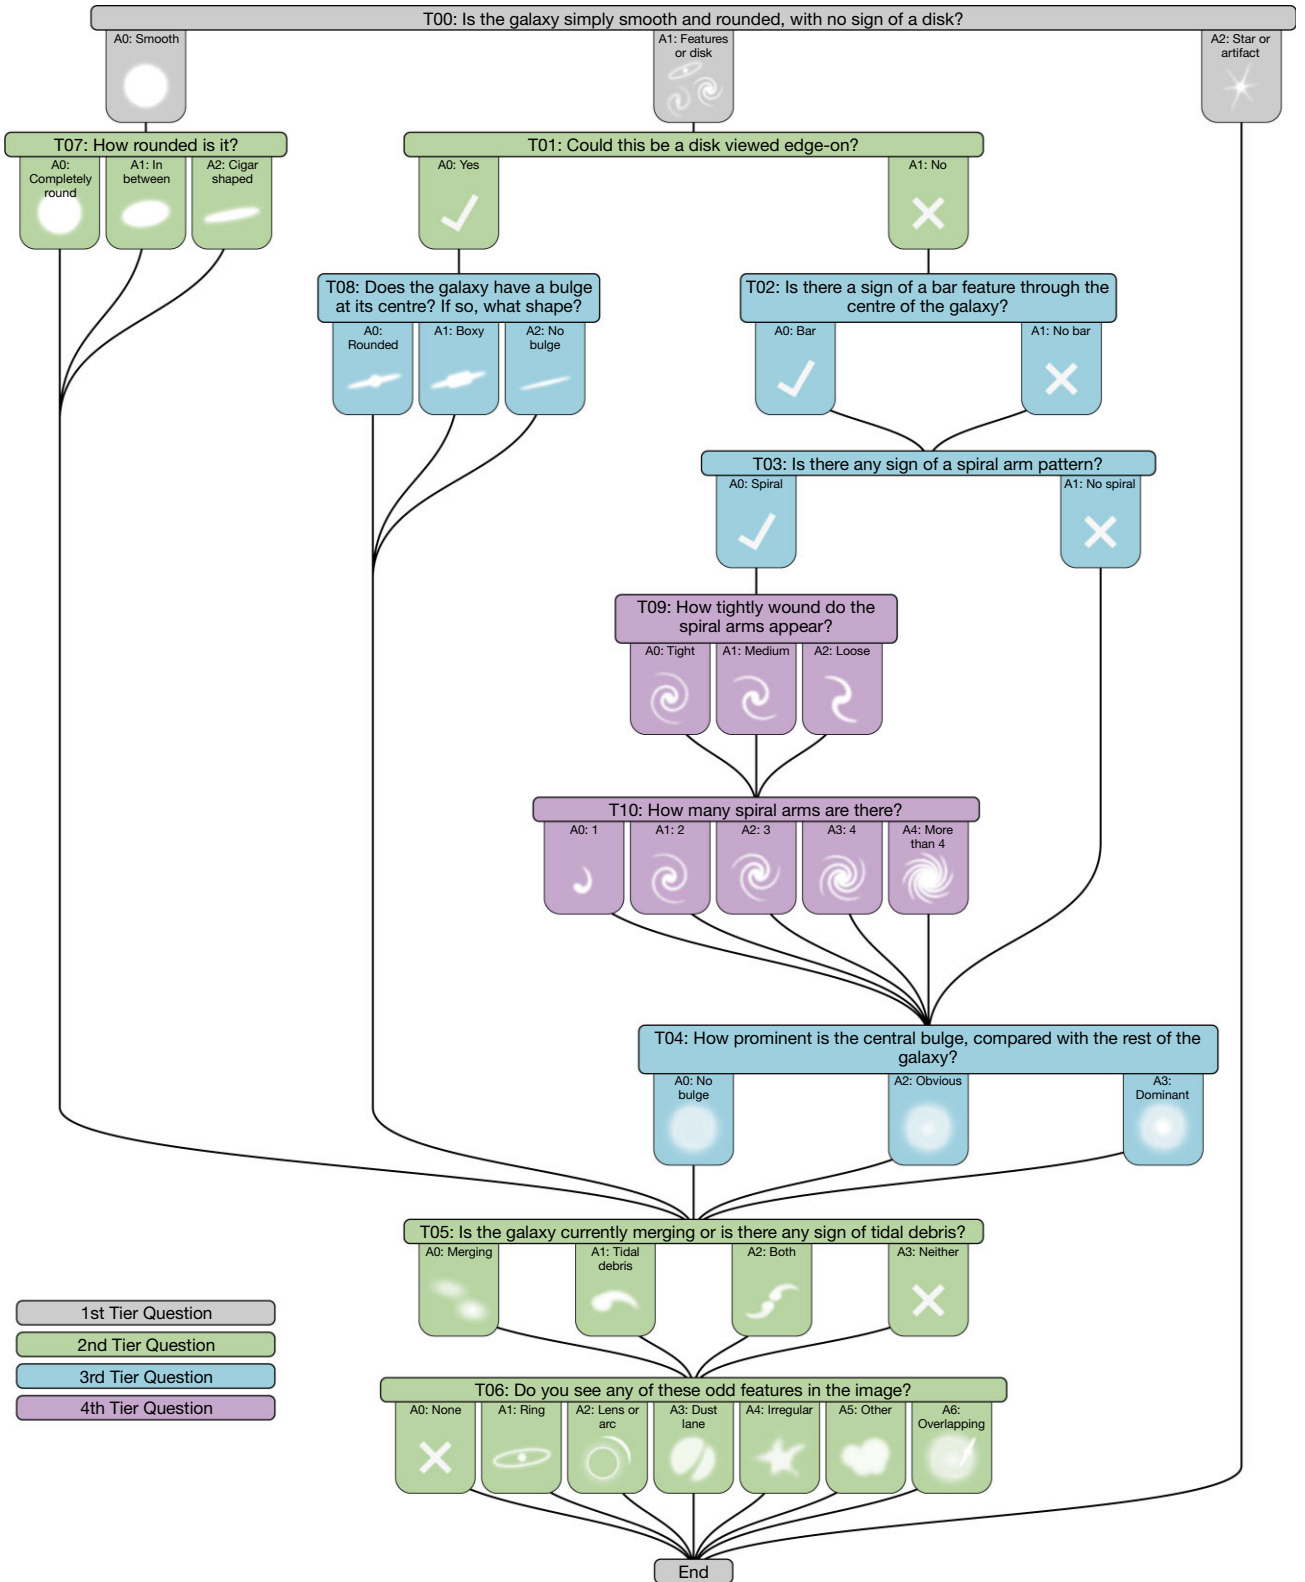 T00: Is the galaxy simply smooth and rounded, with no sign of a disk?
A0: Smooth
A1: Features
or disk
A2: Star or
artifact
T07: How rounded is it?
A0:
Completely
round
A1: In
between
A2: Cigar
shaped
T01: Could this be a disk viewed edge-on?
A0: Yes
A1: No
T08: Does the galaxy have a bulge
at its centre? If so, what shape?
A0:
Rounded
A1: Boxy
A2: No
bulge
T02: Is there a sign of a bar feature through the
centre of the galaxy?
A0: Bar
A1: No bar
T03: Is there any sign of a spiral arm pattern?
A0: Spiral
A1: No spiral
T09: How tightly wound do the
spiral arms appear?
A0: Tight
A1: Medium
A2: Loose
T10: How many spiral arms are there?
A0: 1
A1: 2
A2: 3
A3: 4
A4: More
than 4
T04: How prominent is the central bulge, compared with the rest of the
galaxy?
A0: No
bulge
A2: Obvious
A3:
Dominant
T05: Is the galaxy currently merging or is there any sign of tidal debris?
A0: Merging
A1: Tidal
debris
A2: Both
A3: Neither
1st Tier Question
2nd Tier Question
3rd Tier Question
4th Tier Question
T06: Do you see any of these odd features in the image?
A0: None
A1: Ring
A2: Lens or
arc
A3: Dust
lane
A4: Irregular
A5: Other
A6:
Overlapping
End